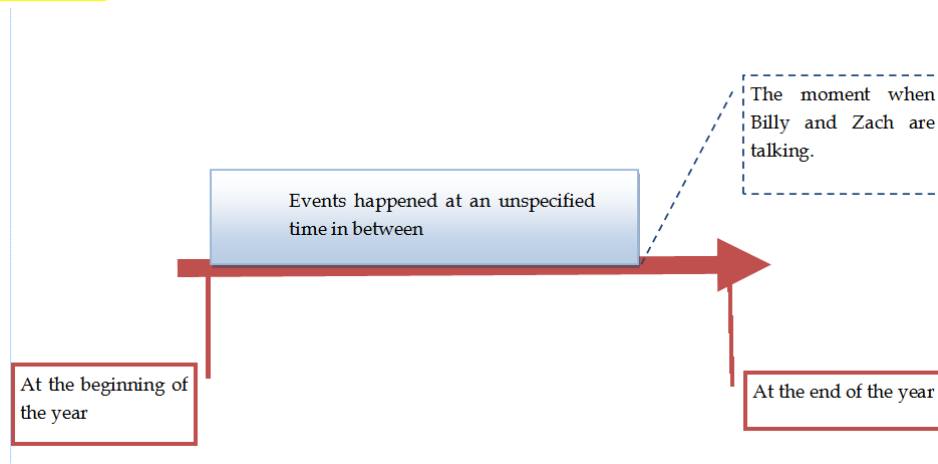 The moment when
Billy and Zach are
talking.
Events happened at an unspecified
time in between
At the beginning of
the year
At the end of the year